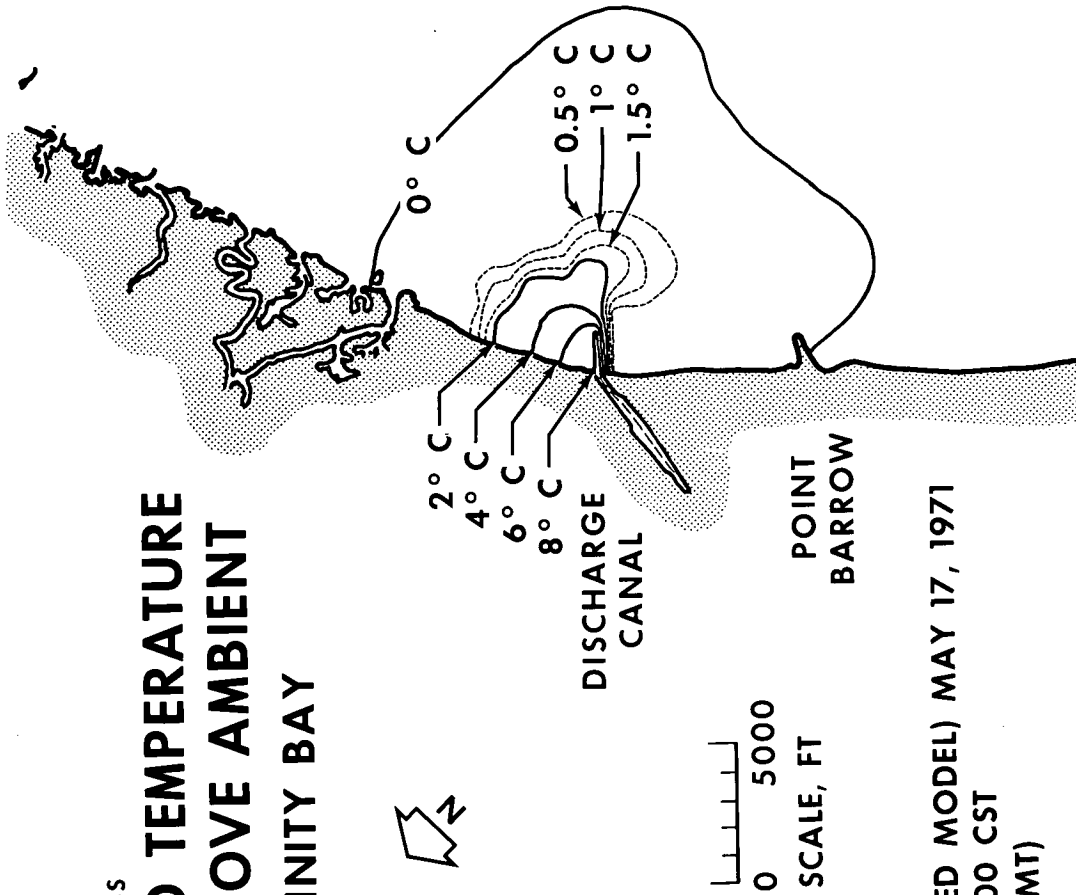 S
TEMPERATURE
OVE AMBIENT
INITY BAY
N
0 5000
SCALE, FT
ED MODEL) MAY 17, 1971
00 CST
MT)
2° C
4° C
6° C
8° C
DISCHARGE
CANAL
POINT
BARROW
0° C
0.5° C
1° C
1.5° C